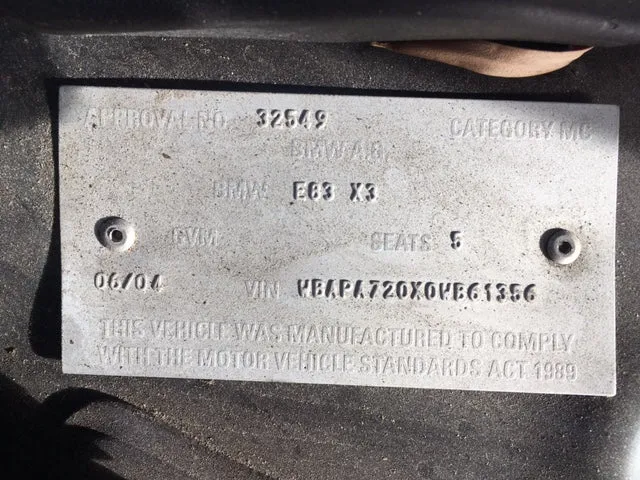 APPROVAL NO. 32549 CATEGORY MC
BMW A.G.
BMW E83 X3
GVM SEATS 5
06/04 VIN WBAPA720X0WB61356
THIS VEHICLE WAS MANUFACTURED TO COMPLY
WITH THE MOTOR VEHICLE STANDARDS ACT 1989